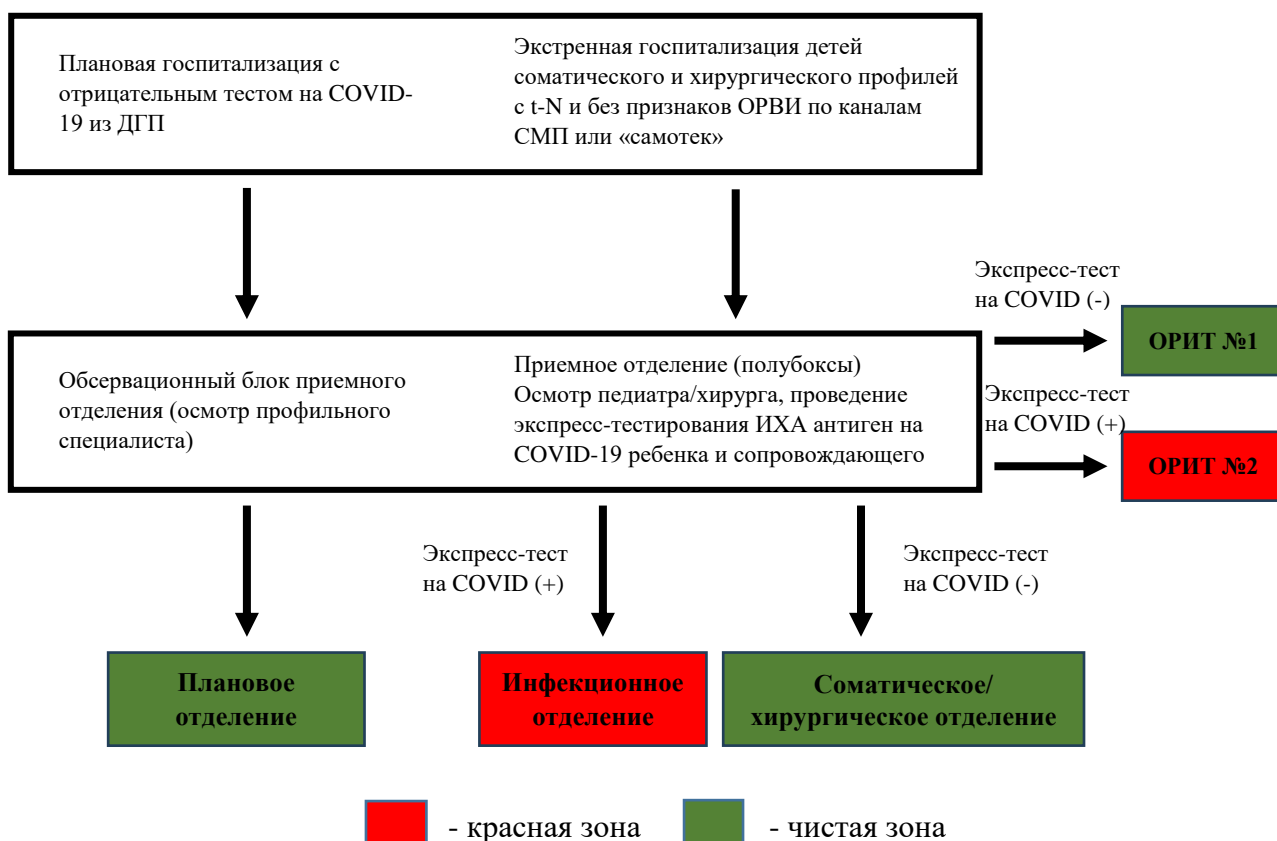 Плановая госпитализация с
отрицательным тестом на COVID-
19 из ДГП
Экстренная госпитализация детей
соматического и хирургического профилей
с t-N и без признаков ОРВИ по каналам
СМП или «самотек»
Экспресс-тест
на COVID (-)
ОРИТ №1
Обсервационный блок приемного
отделения (осмотр профильного
специалиста)
Приемное отделение (полубоксы)
Осмотр педиатра/хирурга, проведение
экспресс-тестирования ИХА антиген на
COVID-19 ребенка и сопровождающего
Экспресс-тест
на COVID (+)
ОРИТ №2
Экспресс-тест
на COVID (+)
Экспресс-тест
на COVID (-)
Плановое
отделение
Инфекционное
отделение
Соматическое/
хирургическое отделение
- красная зона
- чистая зона